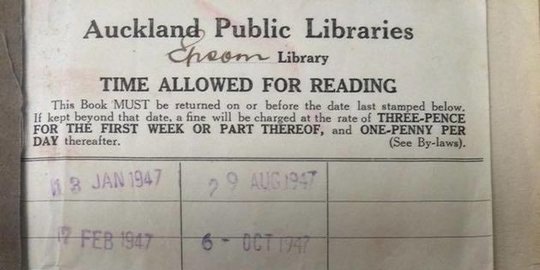 Auckland Public Libraries
Epsom Library
TIME ALLOWED FOR READING
This Book MUST be returned on or before the date last stamped below.
If kept beyond that date, a fine will be charged at the rate of THREE-PENCE
FOR THE FIRST WEEK OR PART THEREOF, and ONE-PENNY PER
DAY thereafter. (See By-laws).
JAN 1947 29 AUG 1947
17 FEB 1947 6 - OCT 1947